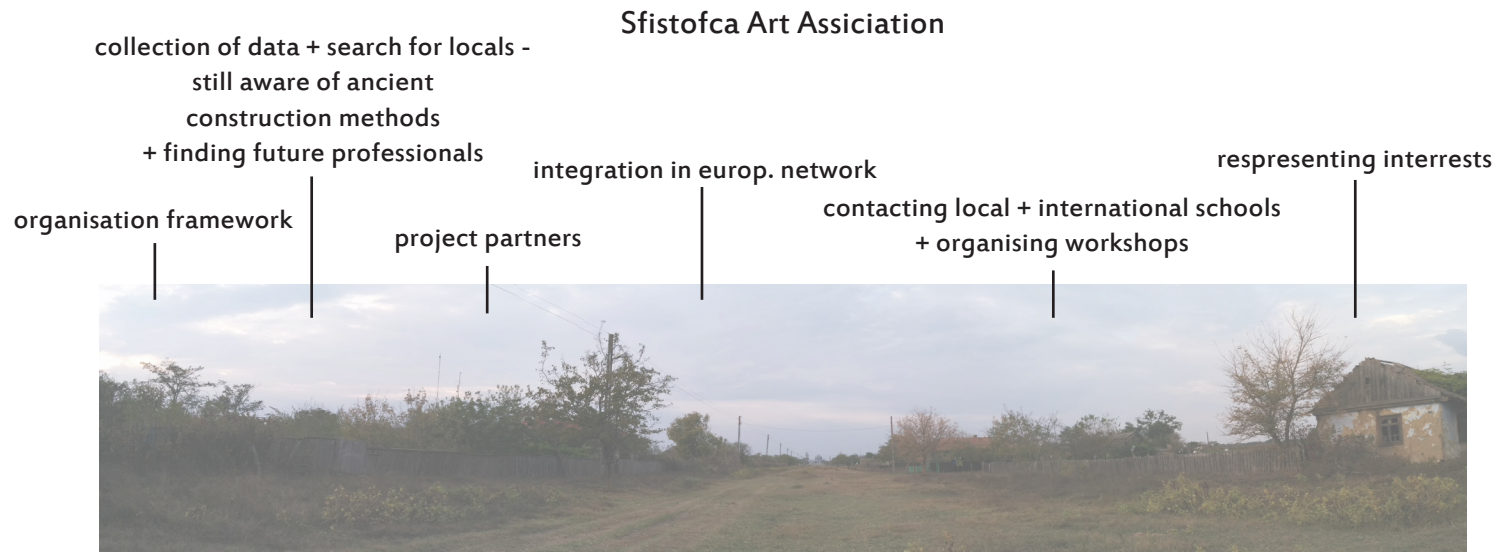 Sfistofca Art Assiciation
collection of data + search for locals -
still aware of ancient
construction methods
+ finding future professionals
organisation framework
project partners
integration in europ. network
contacting local + international schools
+ organising workshops
respresenting interrests